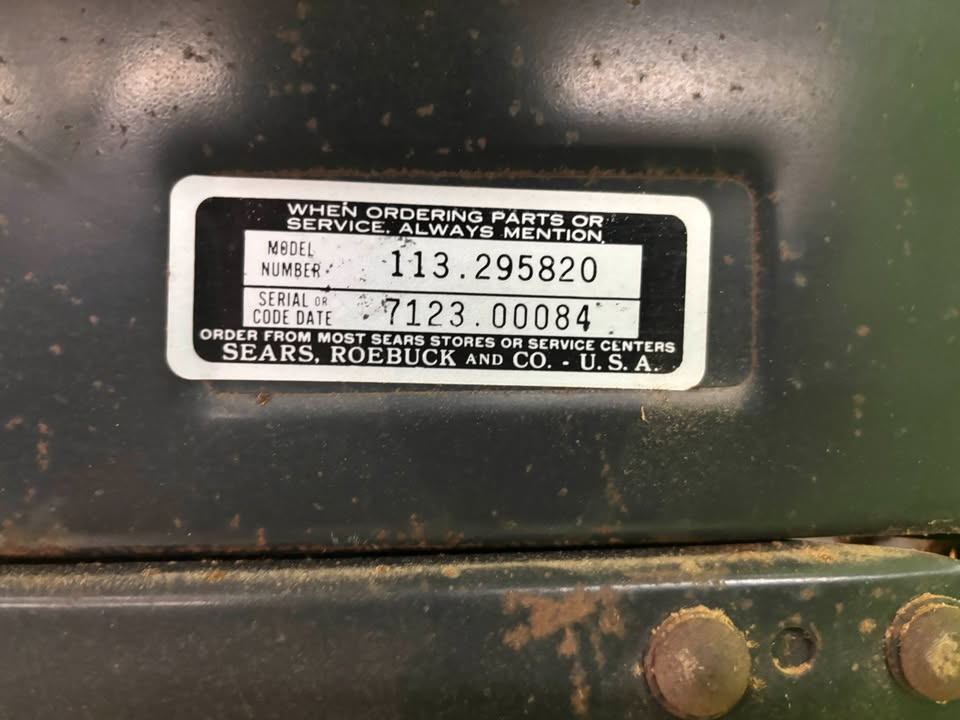 WHEN ORDERING PARTS OR
SERVICE, ALWAYS MENTION,
MODEL
NUMBER 113.295820
SERIAL OR
CODE DATE 7123.00084
ORDER FROM MOST SEARS STORES OR SERVICE CENTERS
SEARS, ROEBUCK AND CO. - U.S.A.